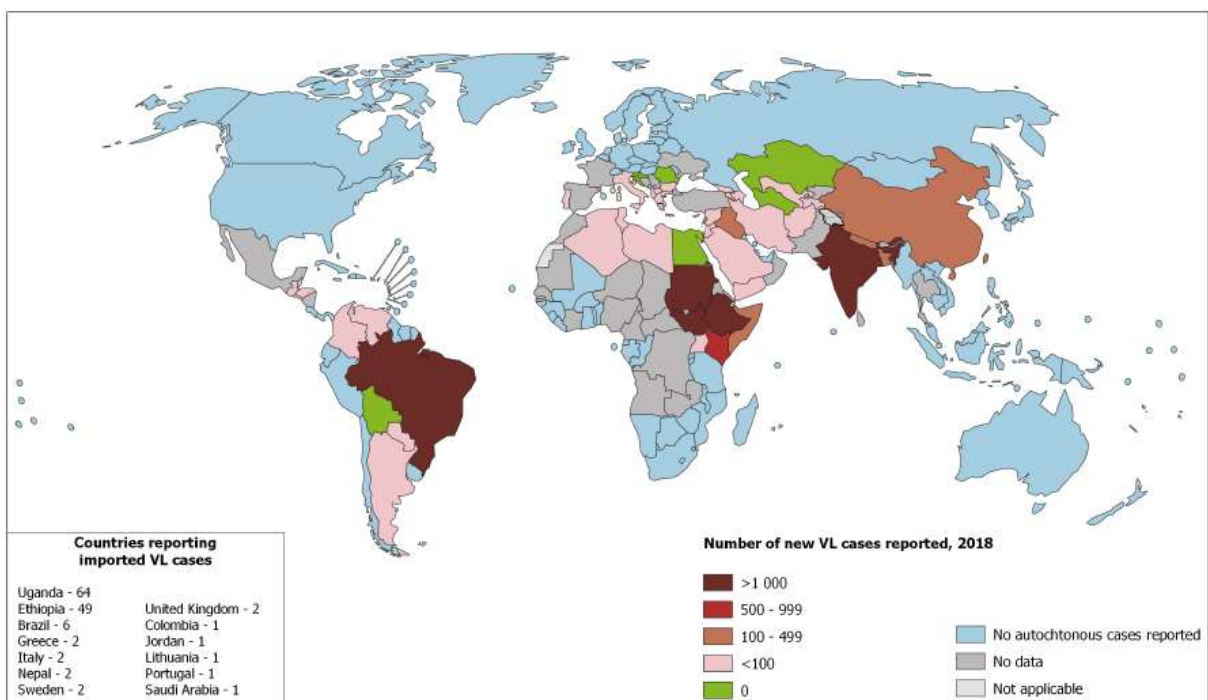 Countries reporting
imported VL cases
Uganda - 64
Ethiopia - 49
Brazil - 6
Greece - 2
Italy - 2
Nepal - 2
Sweden - 2
United Kingdom - 2
Colombia - 1
Jordan - 1
Lithuania - 1
Portugal - 1
Saudi Arabia - 1
Number of new VL cases reported, 2018
>1 000
500 - 999
100 - 499
<100
0
No autochtonous cases reported
No data
Not applicable